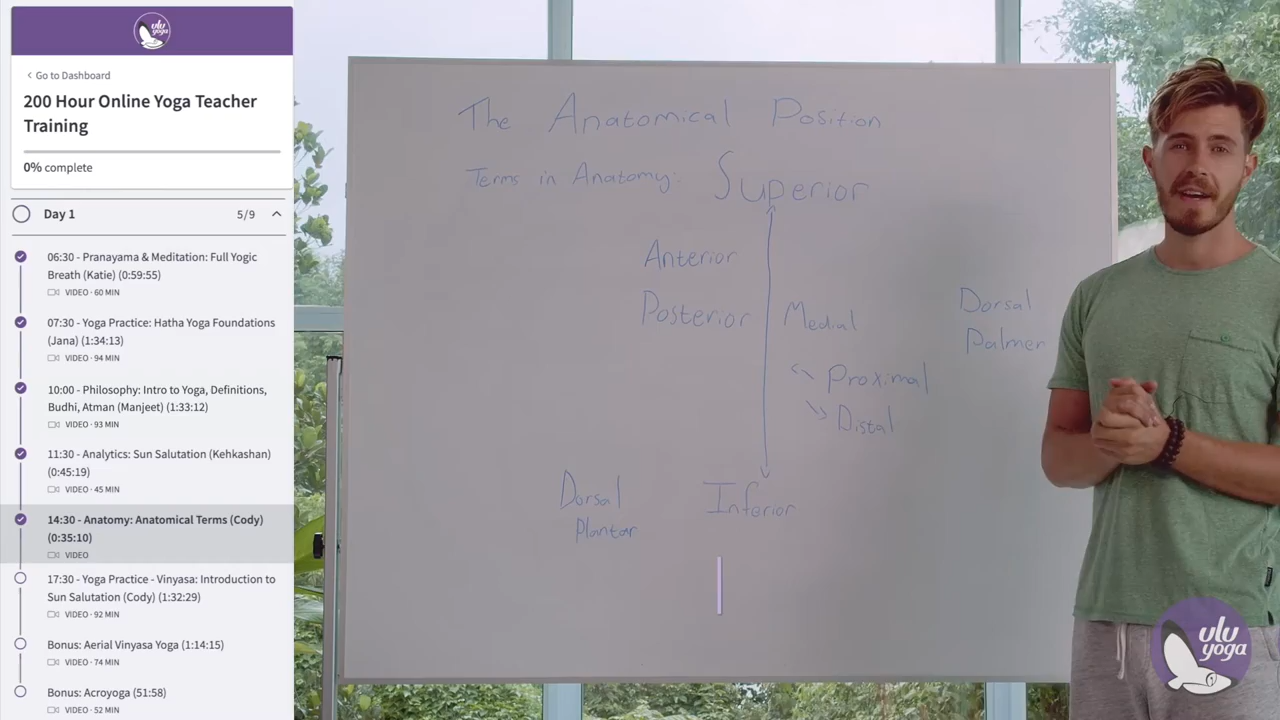 ulu
yoga
< Go to Dashboard
200 Hour Online Yoga Teacher
Training
0% complete
Day 1
5/9
06:30 - Pranayama & Meditation: Full Yogic
Breath (Katie) (0:59:55)
VIDEO · 60 MIN
07:30 - Yoga Practice: Hatha Yoga Foundations
(Jana) (1:34:13)
VIDEO · 94 MIN
10:00 - Philosophy: Intro to Yoga, Definitions,
Budhi, Atman (Manjeet) (1:33:12)
VIDEO · 93 MIN
11:30 - Analytics: Sun Salutation (Kehkashan)
(0:45:19)
VIDEO · 45 MIN
14:30 - Anatomy: Anatomical Terms (Cody)
(0:35:10)
VIDEO
17:30 - Yoga Practice - Vinyasa: Introduction to
Sun Salutation (Cody) (1:32:29)
VIDEO · 92 MIN
Bonus: Aerial Vinyasa Yoga (1:14:15)
VIDEO · 74 MIN
Bonus: Acroyoga (51:58)
VIDEO · 52 MIN
The Anatomical Position
Terms in Anatomy: Superior
Anterior
Posterior
Medial
Proximal
Distal
Dorsal
Palmer
Dorsal
Plantar
Inferior
ulu
yoga